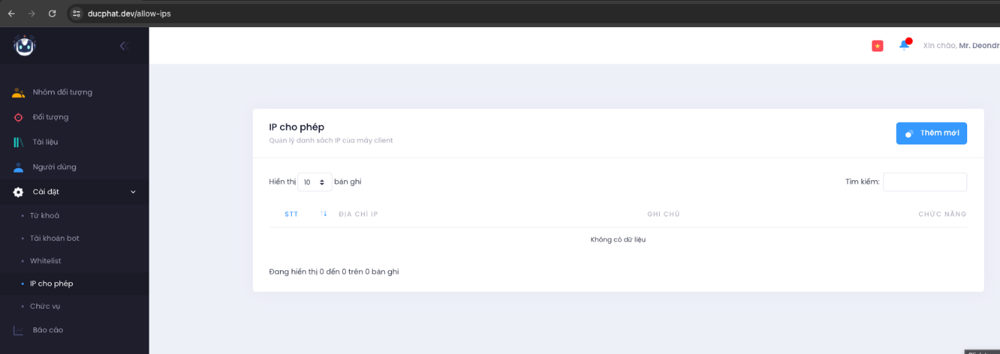 ducphat.dev/allow-ips
Xin chào, Mr. Deondr
Nhóm đối tượng
Đối tượng
Tài liệu
Người dùng
Cài đặt
Từ khoá
Tài khoản bot
Whitelist
IP cho phép
Chức vụ
Báo cáo
IP cho phép
Quản lý danh sách IP của máy client
Thêm mới
Hiển thị 10 bản ghi
Tìm kiếm:
STT ĐỊA CHỈ IP GHI CHÚ CHỨC NĂNG
Không có dữ liệu
Đang hiển thị 0 đến 0 trên 0 bản ghi